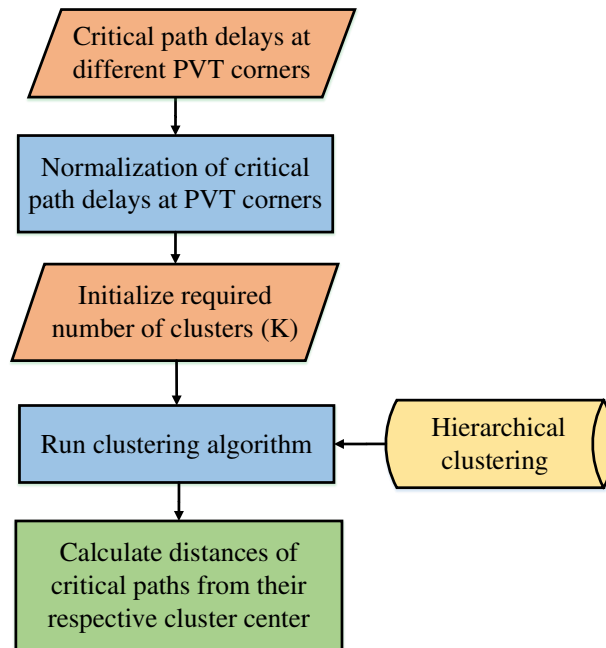 Critical path delays at
different PVT corners
Normalization of critical
path delays at PVT corners
Initialize required
number of clusters (K)
Run clustering algorithm
Hierarchical
clustering
Calculate distances of
critical paths from their
respective cluster center